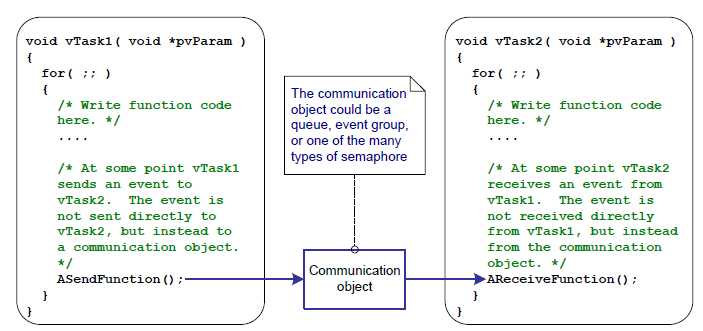 void vTask1( void *pvParam )
{
for( ;; )
{
/* Write function code
here. */
....
/* At some point vTask1
sends an event to
vTask2. The event is
not sent directly to
vTask2, but instead to
a communication object.
*/
ASendFunction();
}
}
The communication
object could be a
queue, event group,
or one of the many
types of semaphore
Communication
object
void vTask2( void *pvParam )
{
for( ;; )
{
/* Write function code
here. */
....
/* At some point vTask2
receives an event from
vTask1. The event is
not received directly
from vTask1, but instead
from the communication
object. */
AReceiveFunction();
}
}